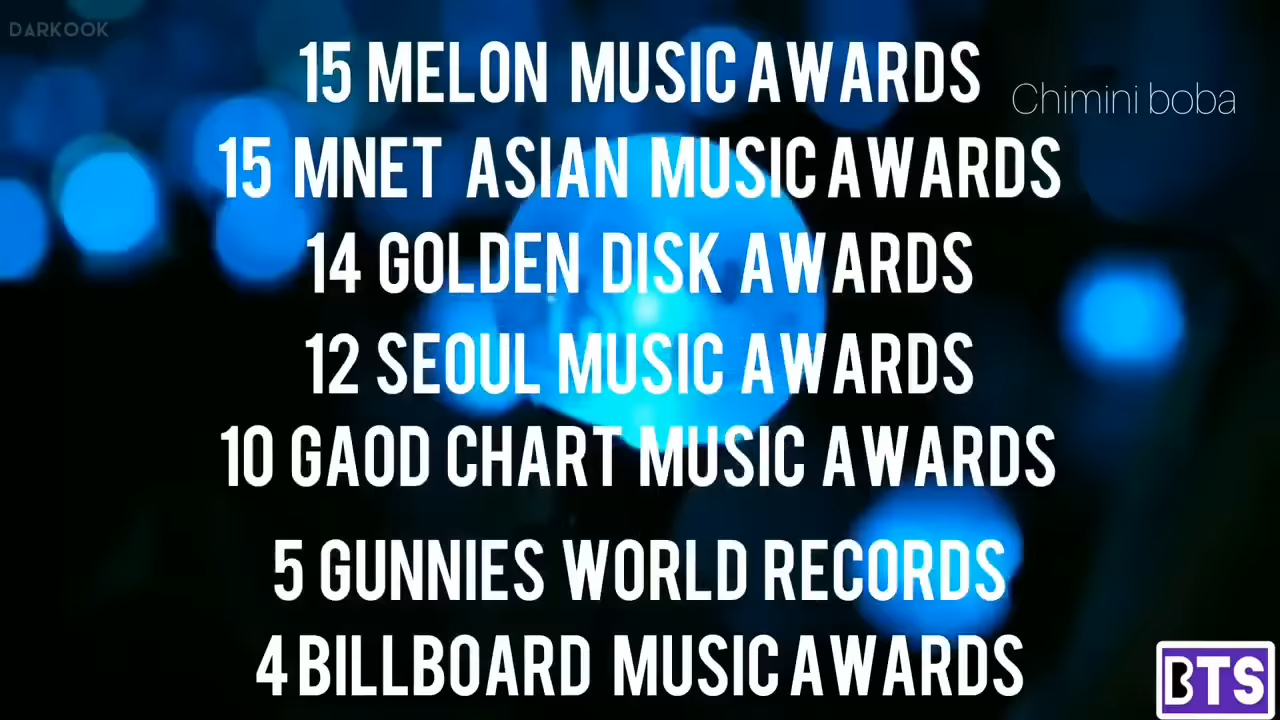 DARKOOK
15 MELON MUSIC AWARDS
Chimini boba
15 MNET ASIAN MUSIC AWARDS
14 GOLDEN DISK AWARDS
12 SEOUL MUSIC AWARDS
10 GAOD CHART MUSIC AWARDS
5 GUNNIES WORLD RECORDS
4 BILLBOARD MUSIC AWARDS
BTS